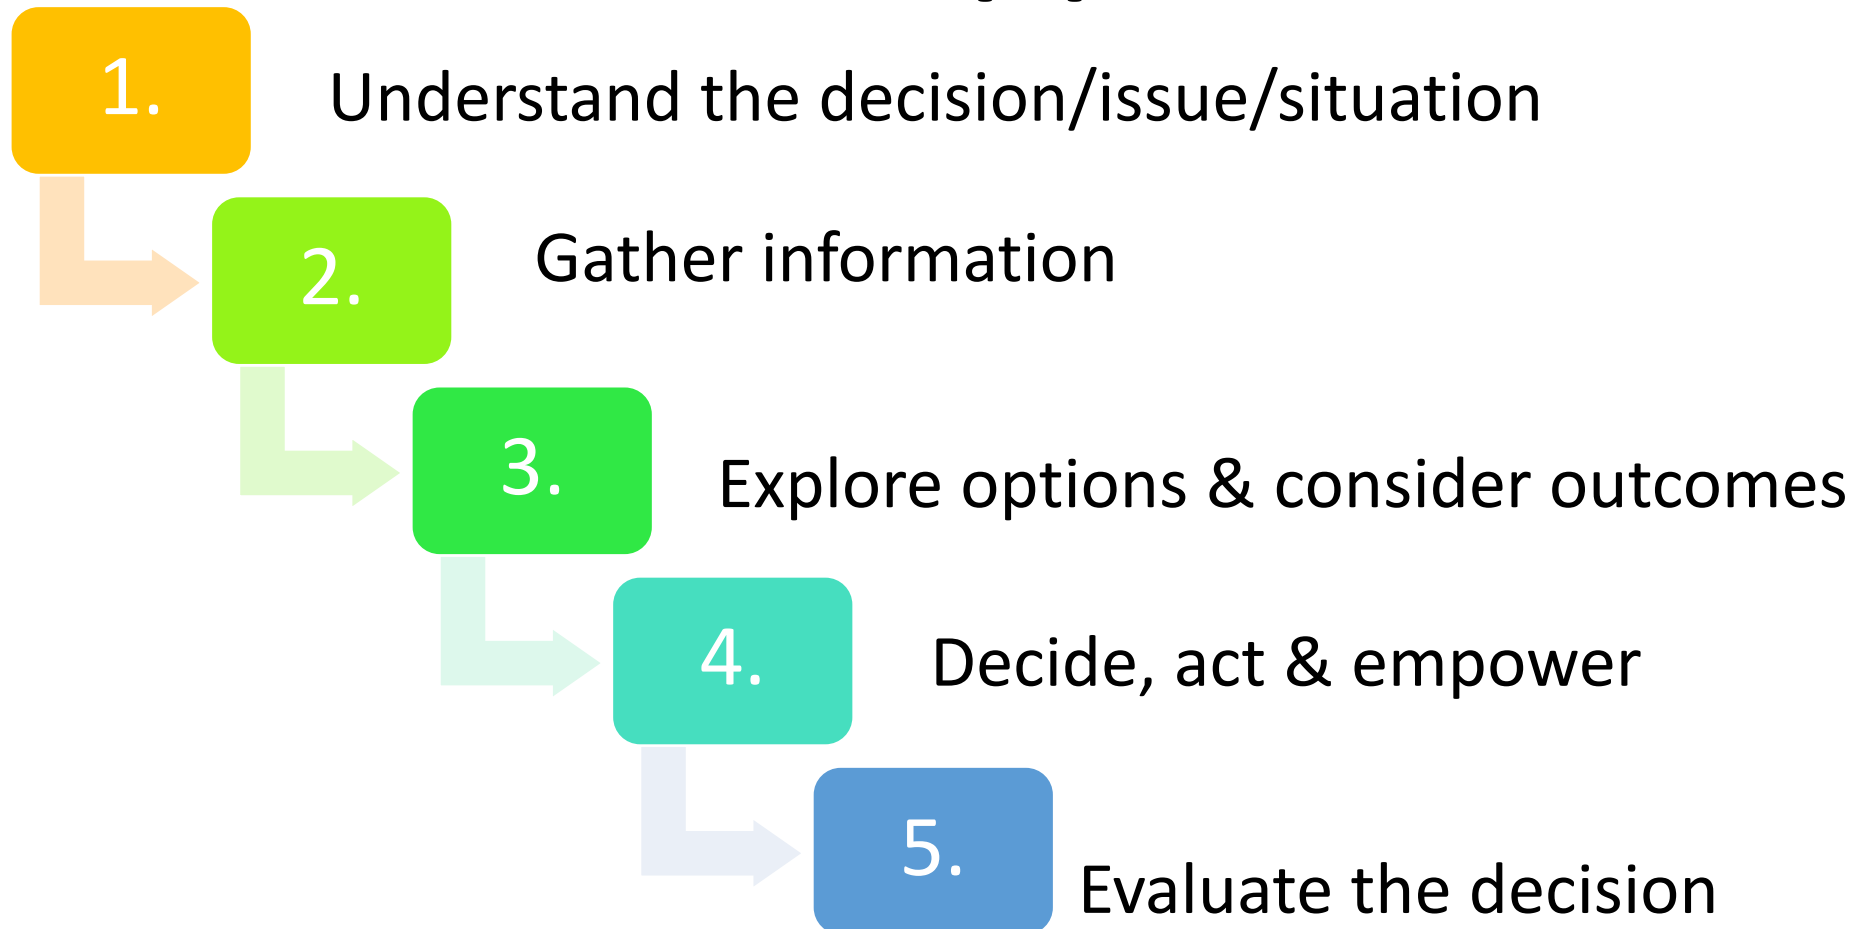 1.
Understand the decision/issue/situation
2.
Gather information
3.
Explore options & consider outcomes
4.
Decide, act & empower
5.
Evaluate the decision